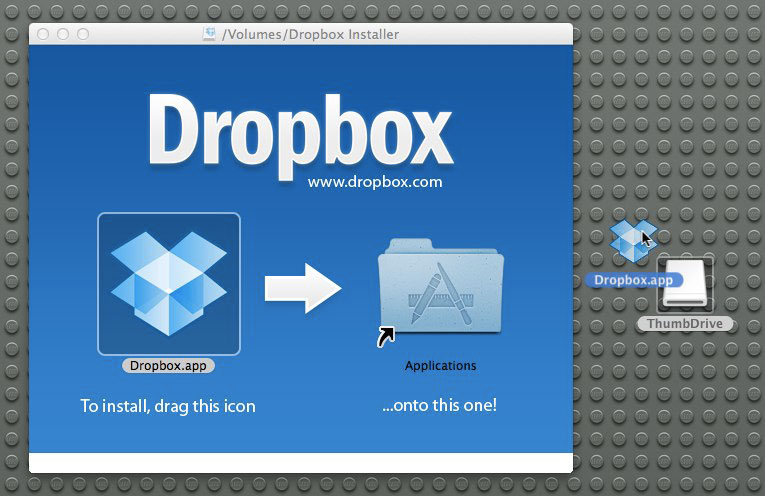 /Volumes/Dropbox Installer
Dropbox
www.dropbox.com
Dropbox.app
Applications
To install, drag this icon
...onto this one!
Dropbox.app
ThumbDrive